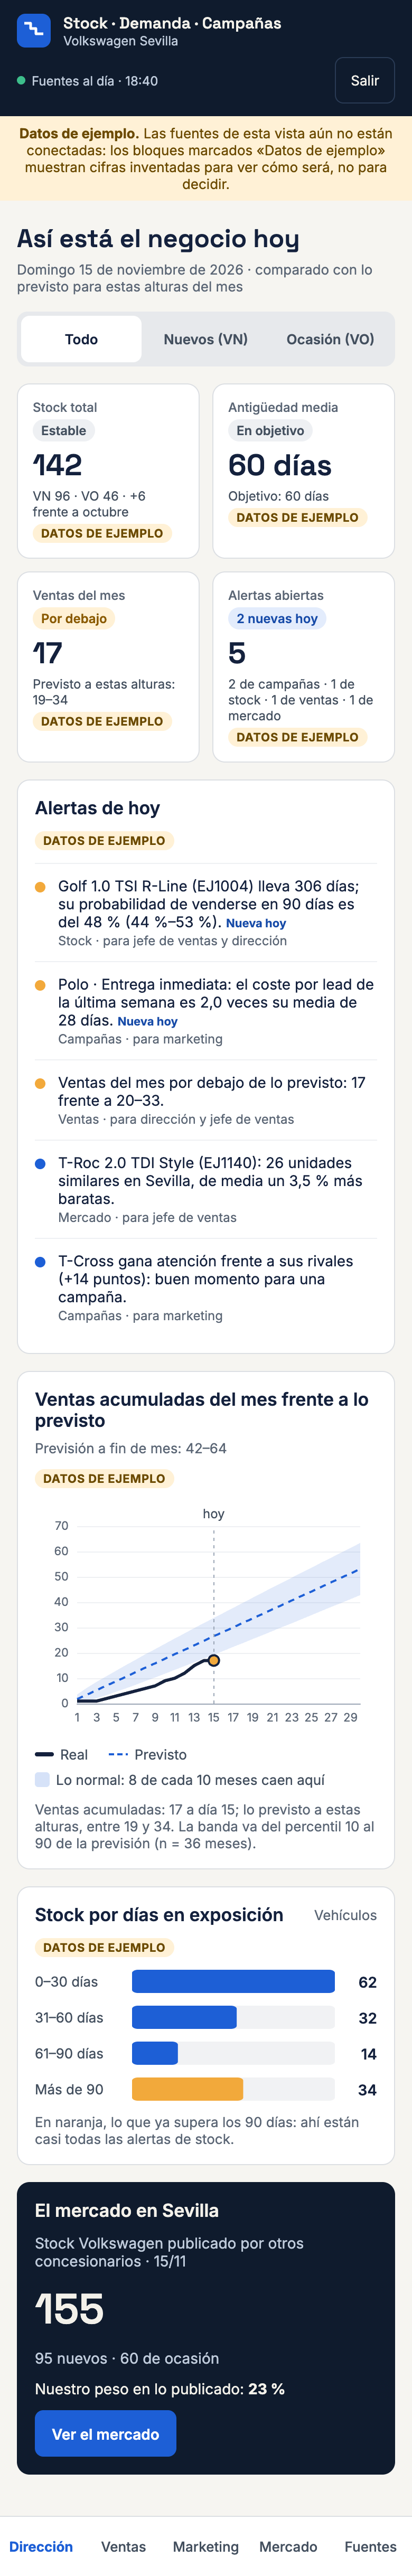 Stock · Demanda · Campañas
Volkswagen Sevilla
Fuentes al día · 18:40
Salir
Datos de ejemplo. Las fuentes de esta vista aún no están
conectadas: los bloques marcados «Datos de ejemplo»
muestran cifras inventadas para ver cómo será, no para
decidir.
Así está el negocio hoy
Domingo 15 de noviembre de 2026 · comparado con lo
previsto para estas alturas del mes
Todo
Nuevos (VN)
Ocasión (VO)
Stock total
Estable
142
VN 96 · VO 46 · +6
frente a octubre
DATOS DE EJEMPLO
Antigüedad media
En objetivo
60 días
Objetivo: 60 días
DATOS DE EJEMPLO
Ventas del mes
Por debajo
17
Previsto a estas alturas:
19–34
DATOS DE EJEMPLO
Alertas abiertas
2 nuevas hoy
5
2 de campañas · 1 de
stock · 1 de ventas · 1 de
mercado
DATOS DE EJEMPLO
Alertas de hoy
DATOS DE EJEMPLO
Golf 1.0 TSI R-Line (EJ1004) lleva 306 días;
su probabilidad de venderse en 90 días es
del 48 % (44 %–53 %). Nueva hoy
Stock · para jefe de ventas y dirección
Polo · Entrega inmediata: el coste por lead de
la última semana es 2,0 veces su media de
28 días. Nueva hoy
Campañas · para marketing
Ventas del mes por debajo de lo previsto: 17
frente a 20–33.
Ventas · para dirección y jefe de ventas
T-Roc 2.0 TDI Style (EJ1140): 26 unidades
similares en Sevilla, de media un 3,5 % más
baratas.
Mercado · para jefe de ventas
T-Cross gana atención frente a sus rivales
(+14 puntos): buen momento para una
campaña.
Campañas · para marketing
Ventas acumuladas del mes frente a lo
previsto
Previsión a fin de mes: 42–64
DATOS DE EJEMPLO
hoy
70
60
50
40
30
20
10
0
1 3 5 7 9 11 13 15 17 19 21 23 25 27 29
Real
Previsto
Lo normal: 8 de cada 10 meses caen aquí
Ventas acumuladas: 17 a día 15; lo previsto a estas
alturas, entre 19 y 34. La banda va del percentil 10 al
90 de la previsión (n = 36 meses).
Stock por días en exposición
Vehículos
DATOS DE EJEMPLO
0–30 días 62
31–60 días 32
61–90 días 14
Más de 90 34
En naranja, lo que ya supera los 90 días: ahí están
casi todas las alertas de stock.
El mercado en Sevilla
Stock Volkswagen publicado por otros
concesionarios · 15/11
155
95 nuevos · 60 de ocasión
Nuestro peso en lo publicado: 23 %
Ver el mercado
Dirección
Ventas
Marketing
Mercado
Fuentes